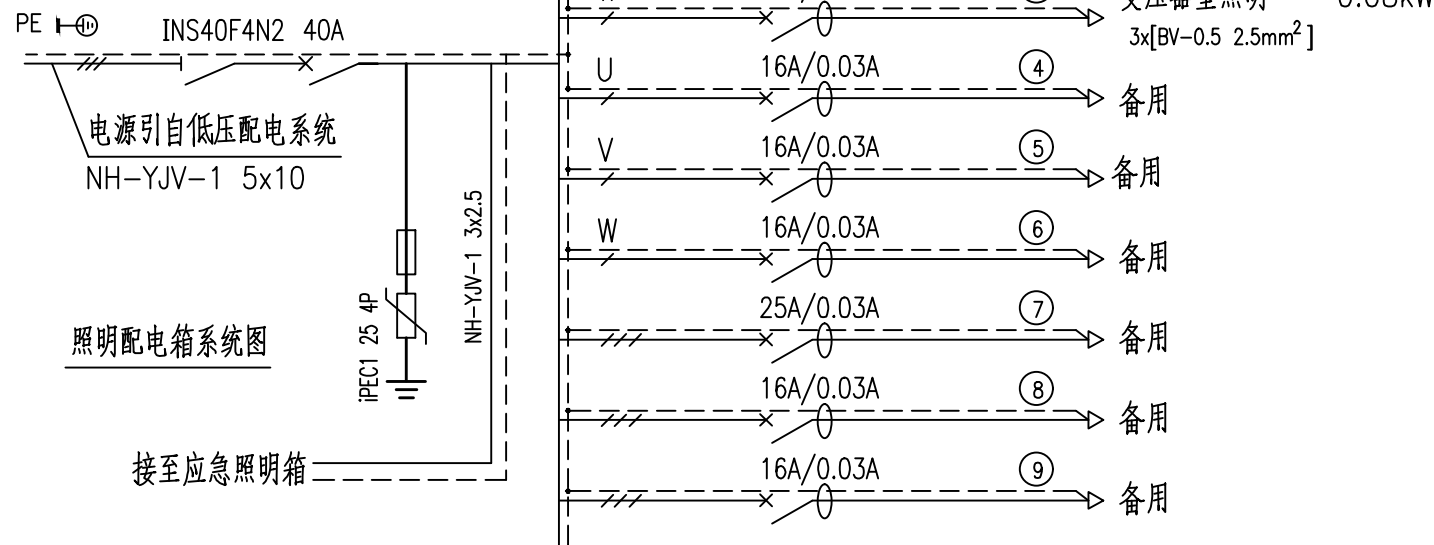 PE
INS40F4N2 40A
电源引自低压配电系统
NH-YJV-1 5x10
照明配电箱系统图
iPEC1 25 4P
NH-YJV-1 3x2.5
接至应急照明箱
3x[BV-0.5 2.5mm²]
U 16A/0.03A ④ 备用
V 16A/0.03A ⑤ 备用
W 16A/0.03A ⑥ 备用
25A/0.03A ⑦ 备用
16A/0.03A ⑧ 备用
16A/0.03A ⑨ 备用